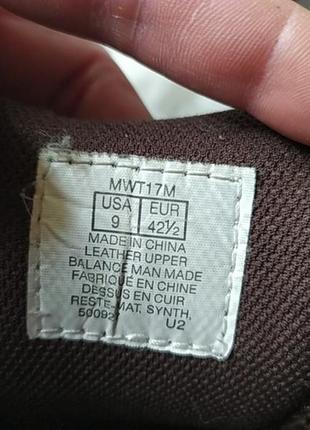 MWT17M
USA EUR
9 42½
MADE IN CHINA
LEATHER UPPER
BALANCE MAN MADE
FABRIQUÉ EN CHINE
DESSUS EN CUIR
RESTE-MAT, SYNTH,
U2